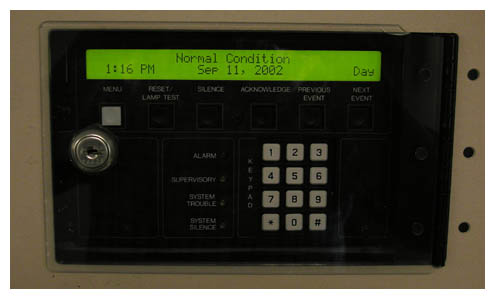 Normal Condition
1:16 PM Sep 11, 2002 Day
MENU RESET/ LAMP TEST SILENCE ACKNOWLEDGE PREVIOUS EVENT NEXT EVENT
ALARM
SUPERVISORY
SYSTEM TROUBLE
SYSTEM SILENCE
KEYPAD
1 2 3
4 5 6
7 8 9
* 0 #